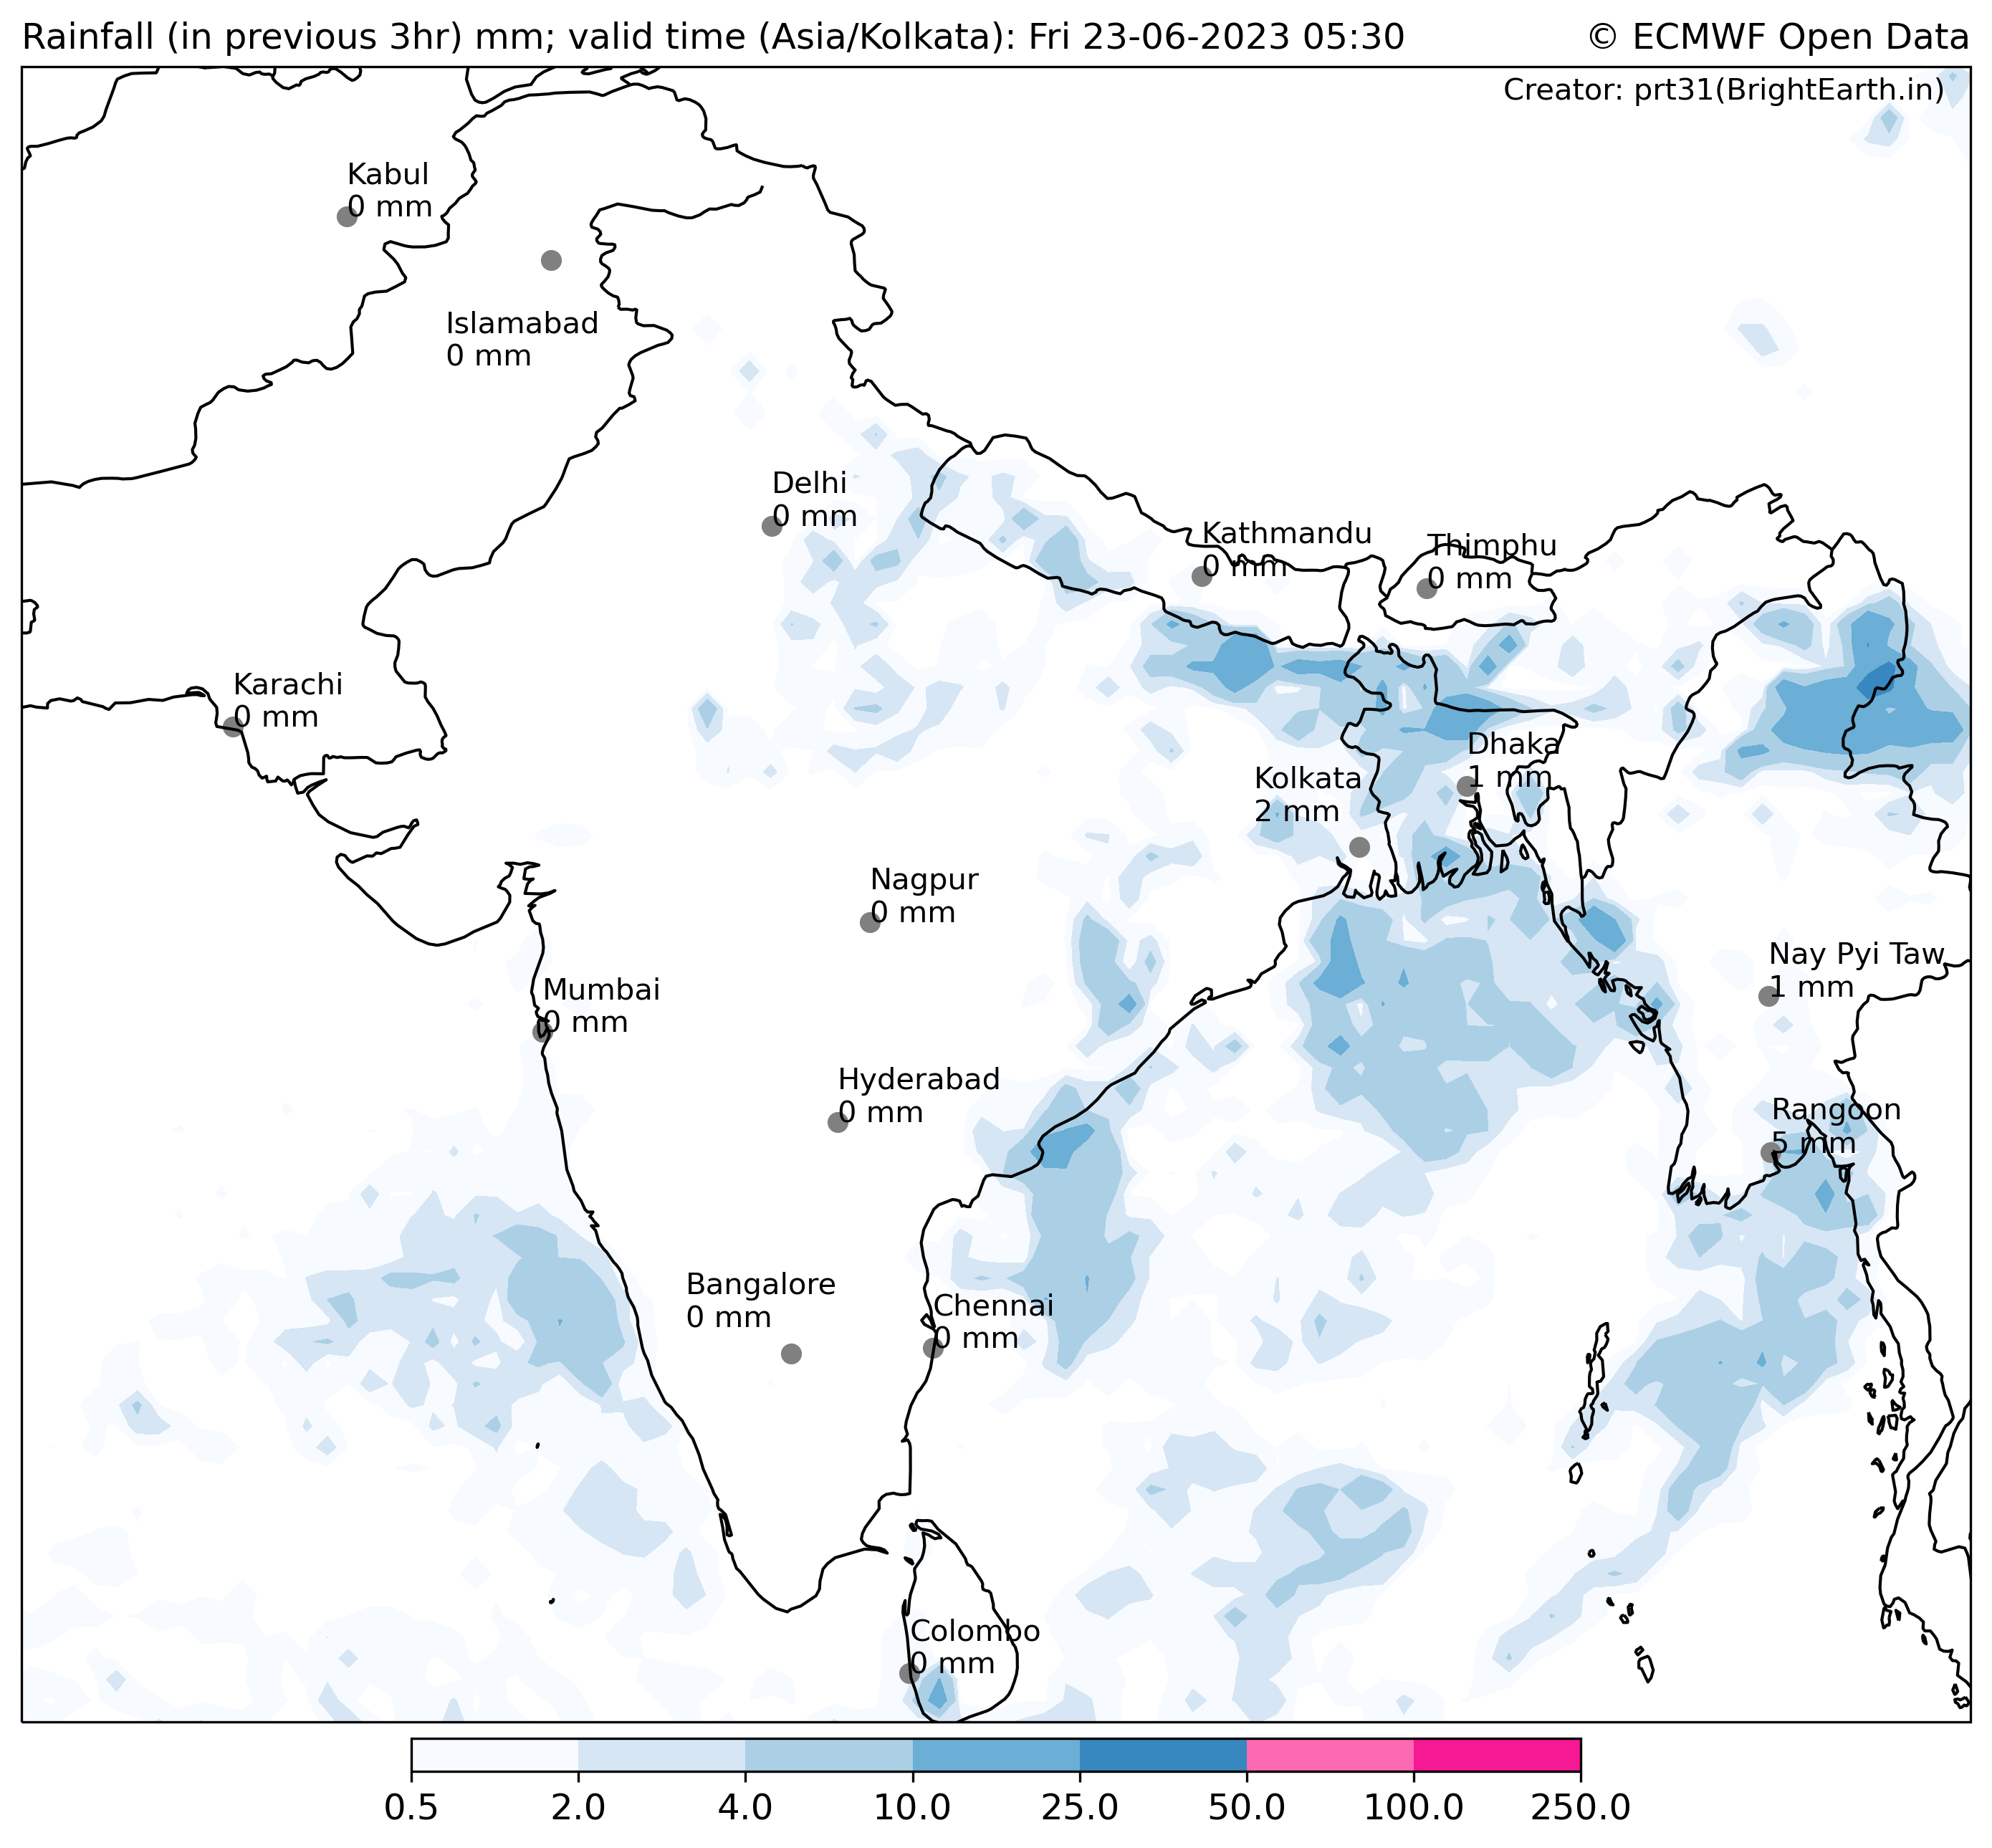 Rainfall (in previous 3hr) mm; valid time (Asia/Kolkata): Fri 23-06-2023 05:30
© ECMWF Open Data
Creator: prt31(BrightEarth.in)
Kabul
0 mm
Islamabad
0 mm
Delhi
0 mm
Kathmandu
0 mm
Thimphu
0 mm
Karachi
0 mm
Dhaka
1 mm
Kolkata
2 mm
Nagpur
0 mm
Nay Pyi Taw
1 mm
Mumbai
0 mm
Hyderabad
0 mm
Rangoon
5 mm
Bangalore
0 mm
Chennai
0 mm
Colombo
0 mm
0.5 2.0 4.0 10.0 25.0 50.0 100.0 250.0